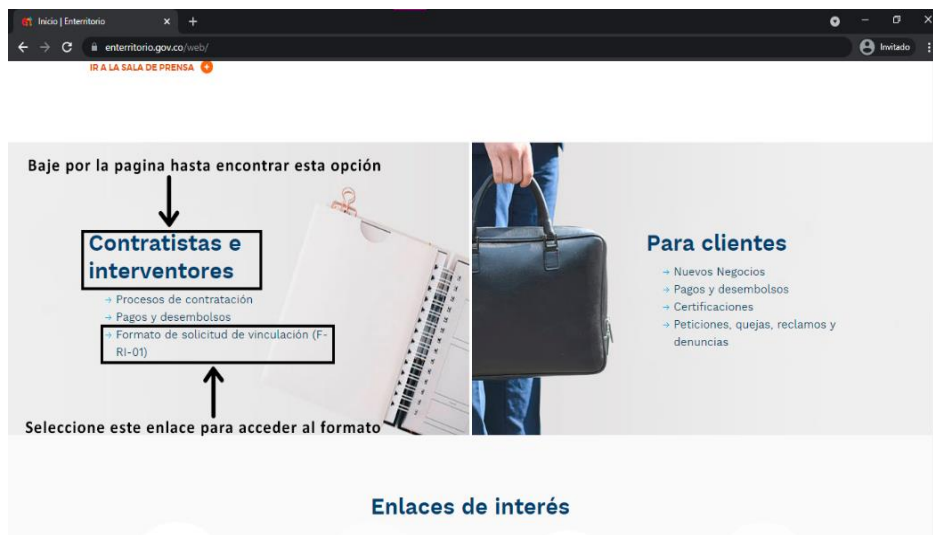 Inicio | Enterritorio
Invitado
enterritorio.gov.co/web/
IR A LA SALA DE PRENSA
Baje por la pagina hasta encontrar esta opción
Contratistas e
interventores
Procesos de contratación
Pagos y desembolsos
Formato de solicitud de vinculación (F-
RI-01)
Seleccione este enlace para acceder al formato
Para clientes
Nuevos Negocios
Pagos y desembolsos
Certificaciones
Peticiones, quejas, reclamos y
denuncias
Enlaces de interés